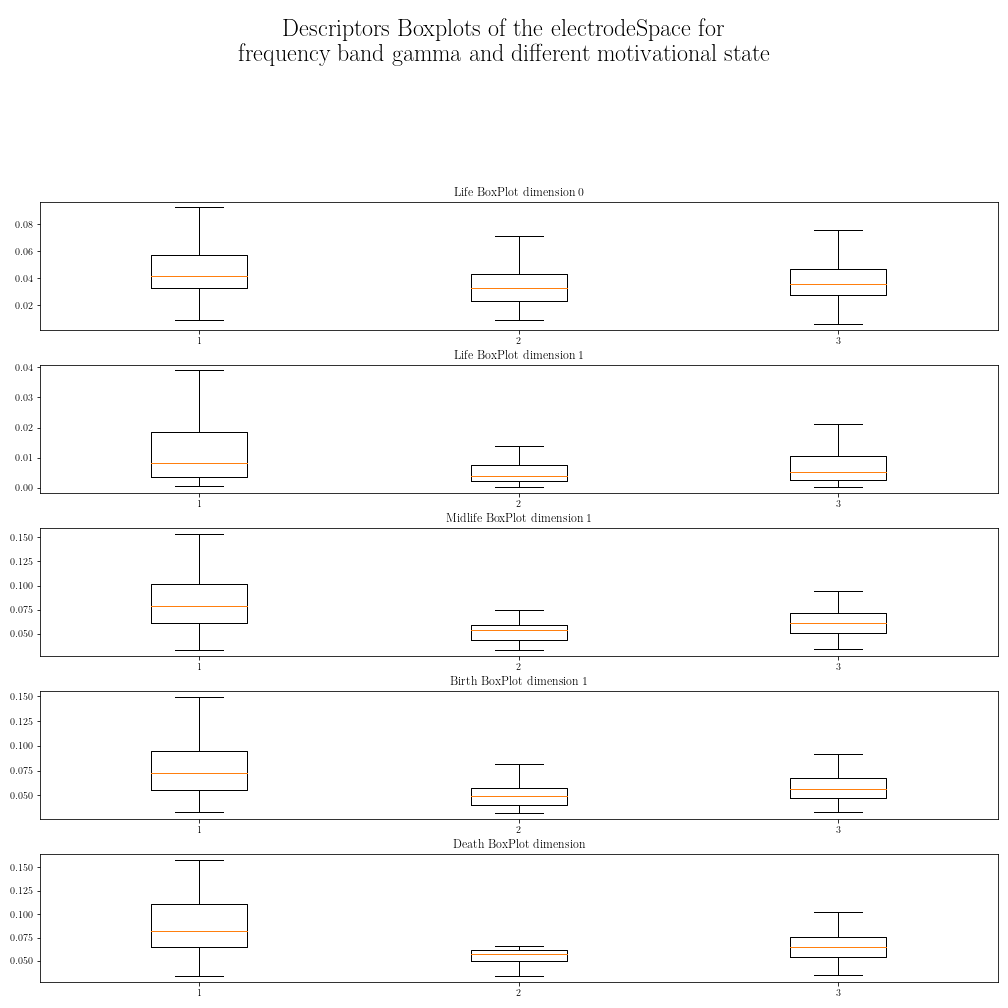 Descriptors Boxplots of the electrodeSpace for
frequency band gamma and different motivational state
Life BoxPlot dimension 0
0.08
0.06
0.04
0.02
1 2 3
Life BoxPlot dimension 1
0.04
0.03
0.02
0.01
0.00
1 2 3
Midlife BoxPlot dimension 1
0.150
0.125
0.100
0.075
0.050
1 2 3
Birth BoxPlot dimension 1
0.150
0.125
0.100
0.075
0.050
1 2 3
Death BoxPlot dimension
0.150
0.125
0.100
0.075
0.050
1 2 3